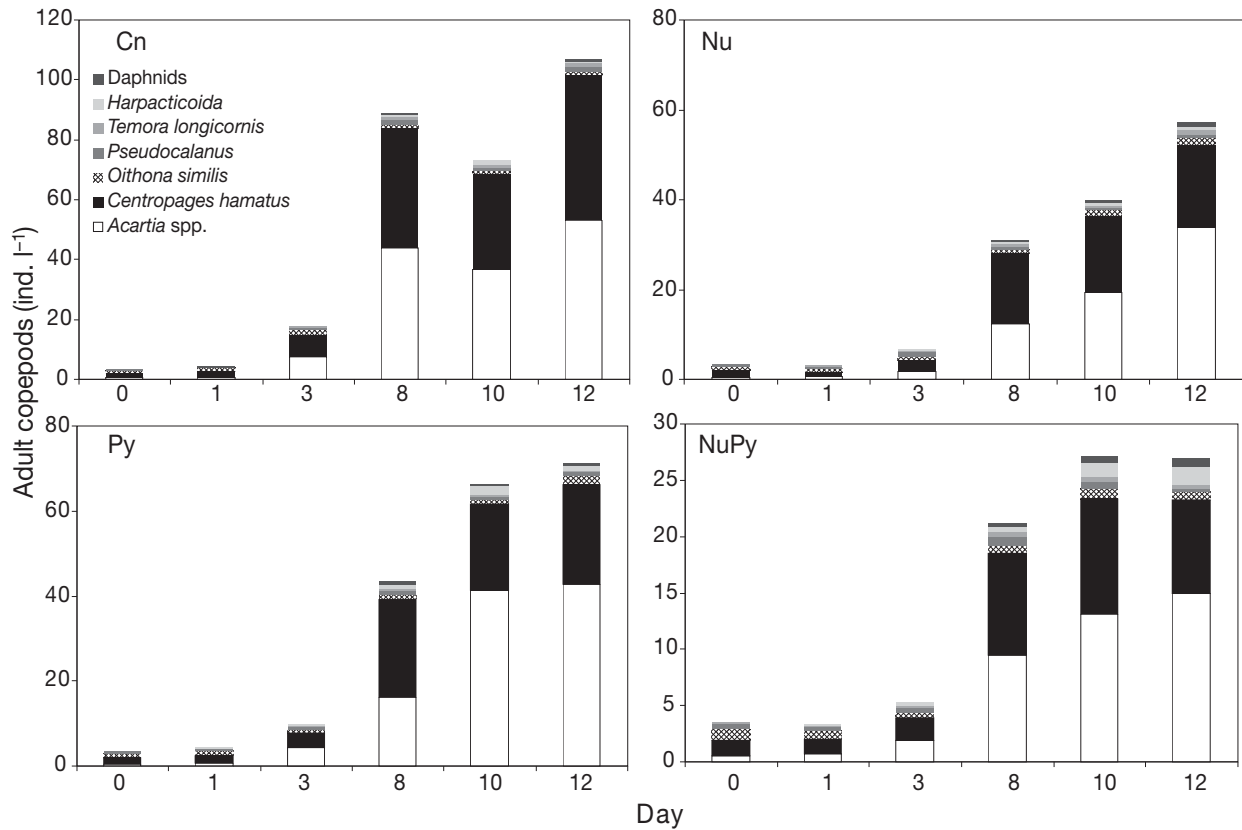 Adult copepods (ind. l⁻¹)
120
100
80
60
40
20
0
Cn
Daphnids
Harpacticoida
Temora longicornis
Pseudocalanus
Oithona similis
Centropages hamatus
Acartia spp.
0 1 3 8 10 12
80
60
40
20
0
Nu
0 1 3 8 10 12
80
60
40
20
0
Py
0 1 3 8 10 12
30
25
20
15
10
5
0
NuPy
0 1 3 8 10 12
Day